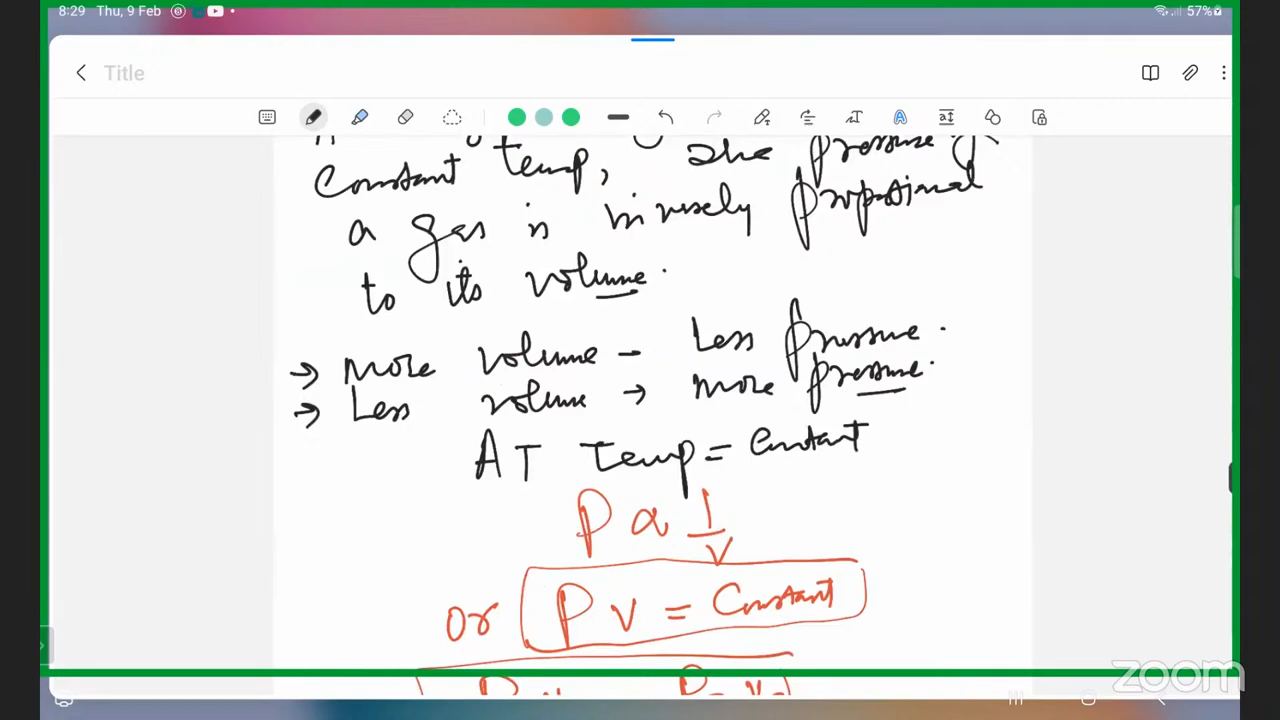 8:29 Thu, 9 Feb 57%
Title
Constant temp, the pressure of
a gas is inversely proportional
to its volume.
→ More volume - Less pressure.
→ Less volume → more pressure.
AT Temp = Constant
P α 1/V
or P V = Constant
zoom